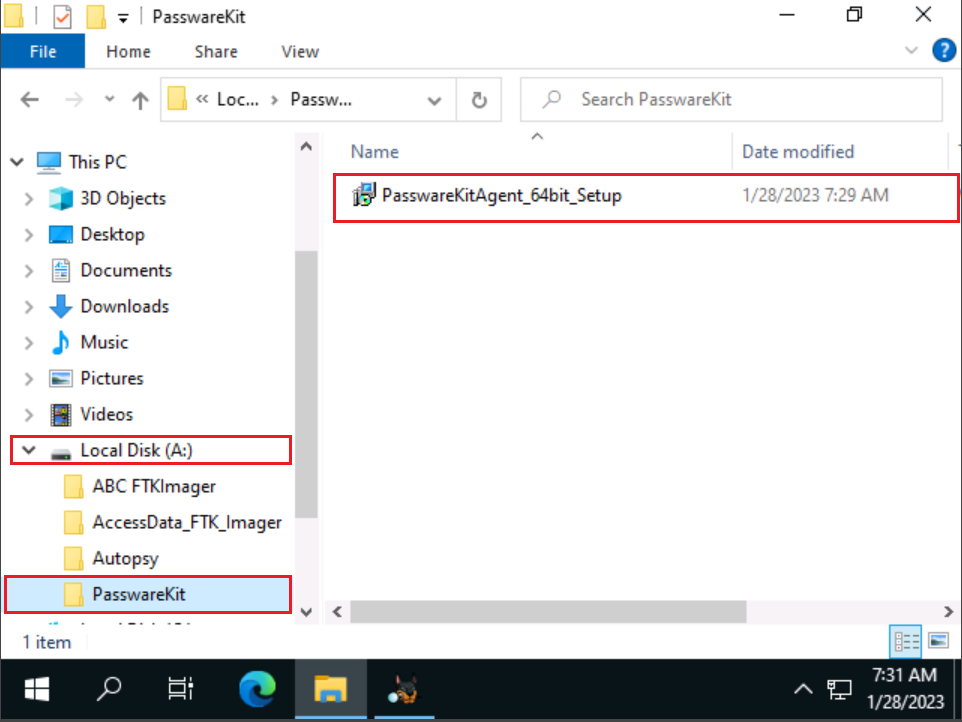 PasswareKit
File Home Share View
« Loc... › Passw...
Search PasswareKit
This PC
3D Objects
Desktop
Documents
Downloads
Music
Pictures
Videos
Local Disk (A:)
ABC FTKImager
AccessData_FTK_Imager
Autopsy
PasswareKit
Name Date modified
PasswareKitAgent_64bit_Setup 1/28/2023 7:29 AM
1 item
7:31 AM
1/28/2023